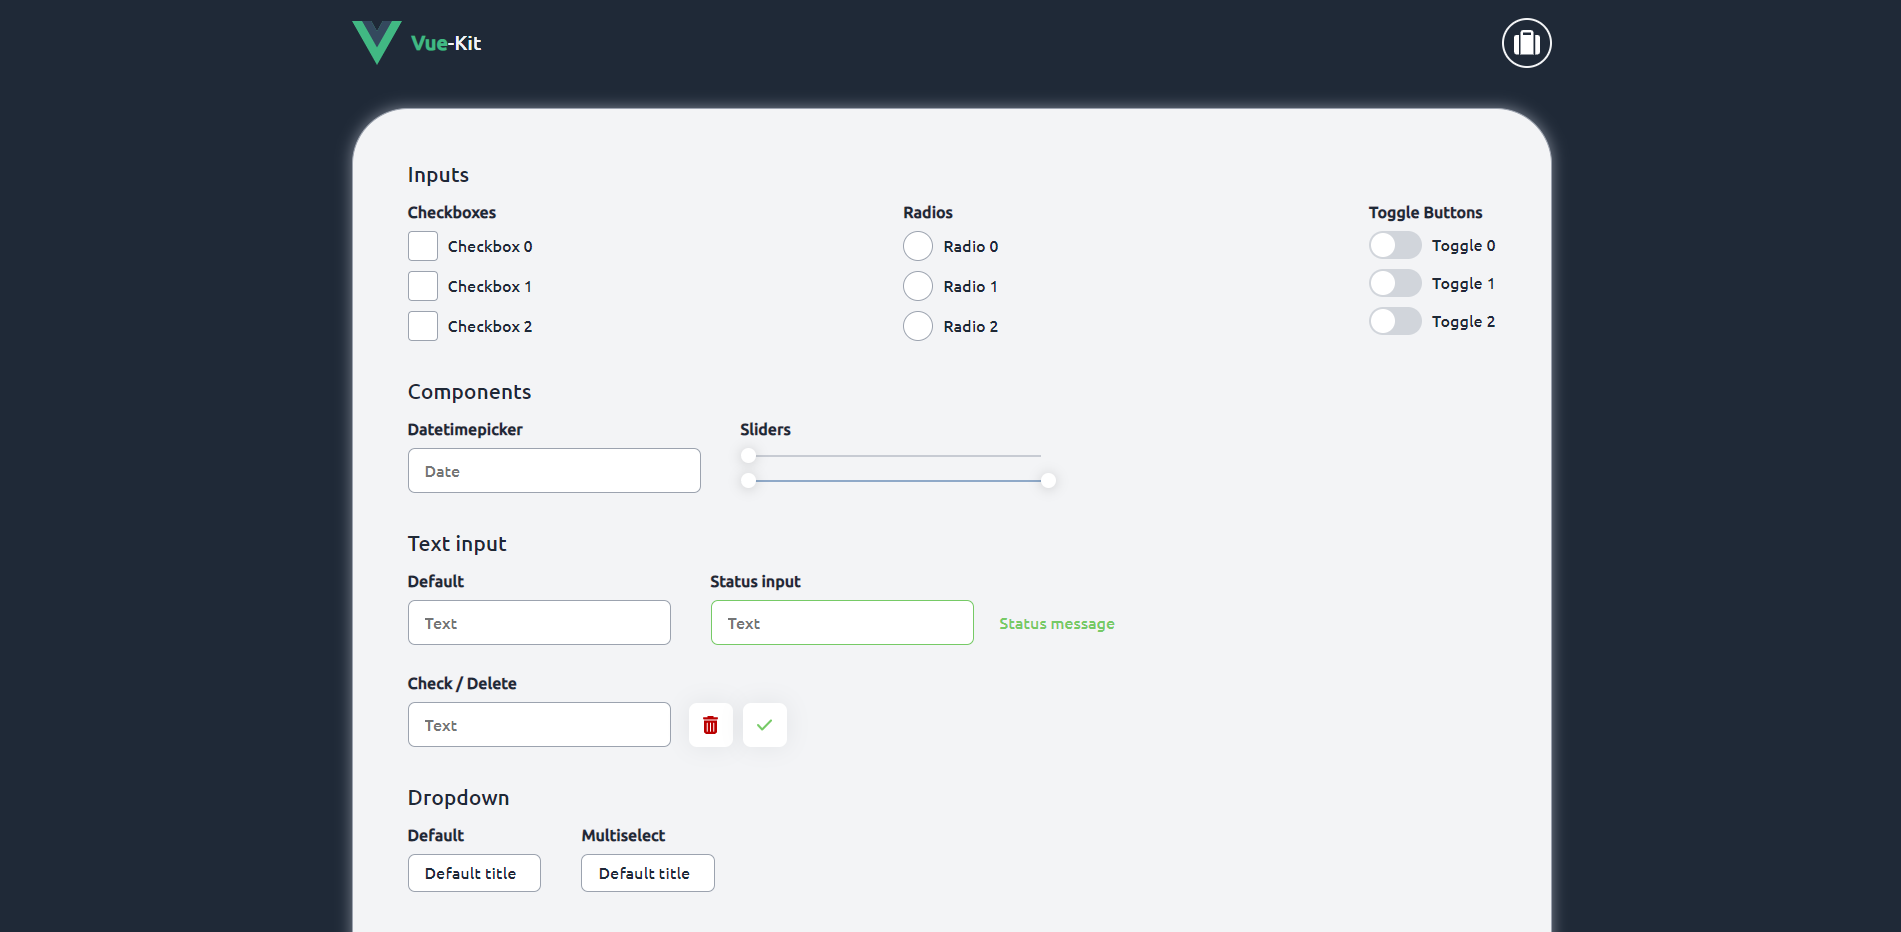 Vue-Kit
Inputs
Checkboxes
Checkbox 0
Checkbox 1
Checkbox 2
Radios
Radio 0
Radio 1
Radio 2
Toggle Buttons
Toggle 0
Toggle 1
Toggle 2
Components
Datetimepicker
Date
Sliders
Text input
Default
Text
Status input
Text
Status message
Check / Delete
Text
Dropdown
Default
Default title
Multiselect
Default title